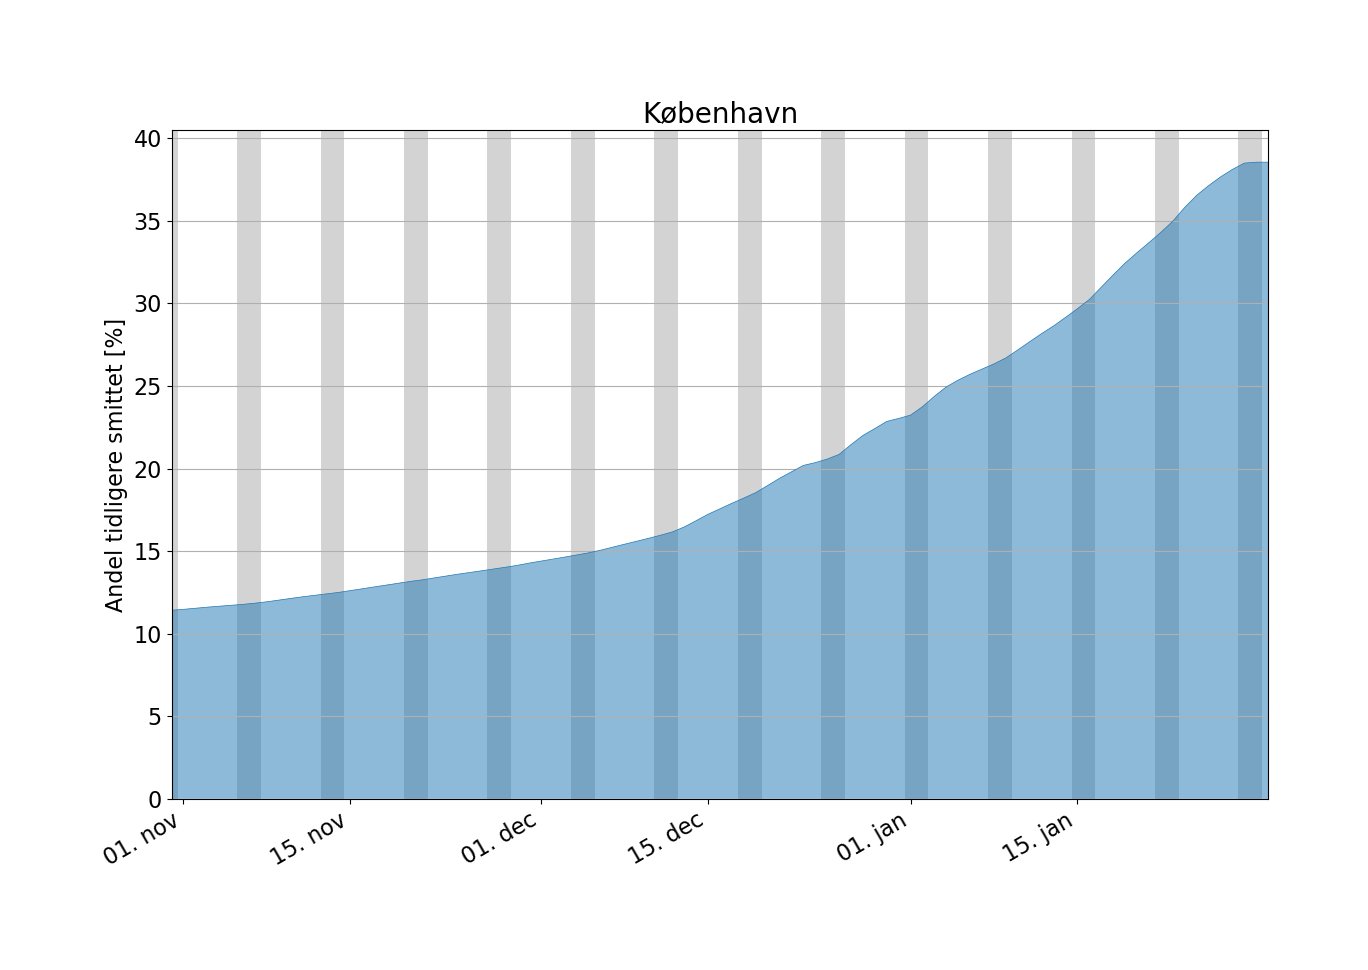 København
40
35
30
25
20
15
10
5
0
Andel tidligere smittet [%]
01. nov
15. nov
01. dec
15. dec
01. jan
15. jan